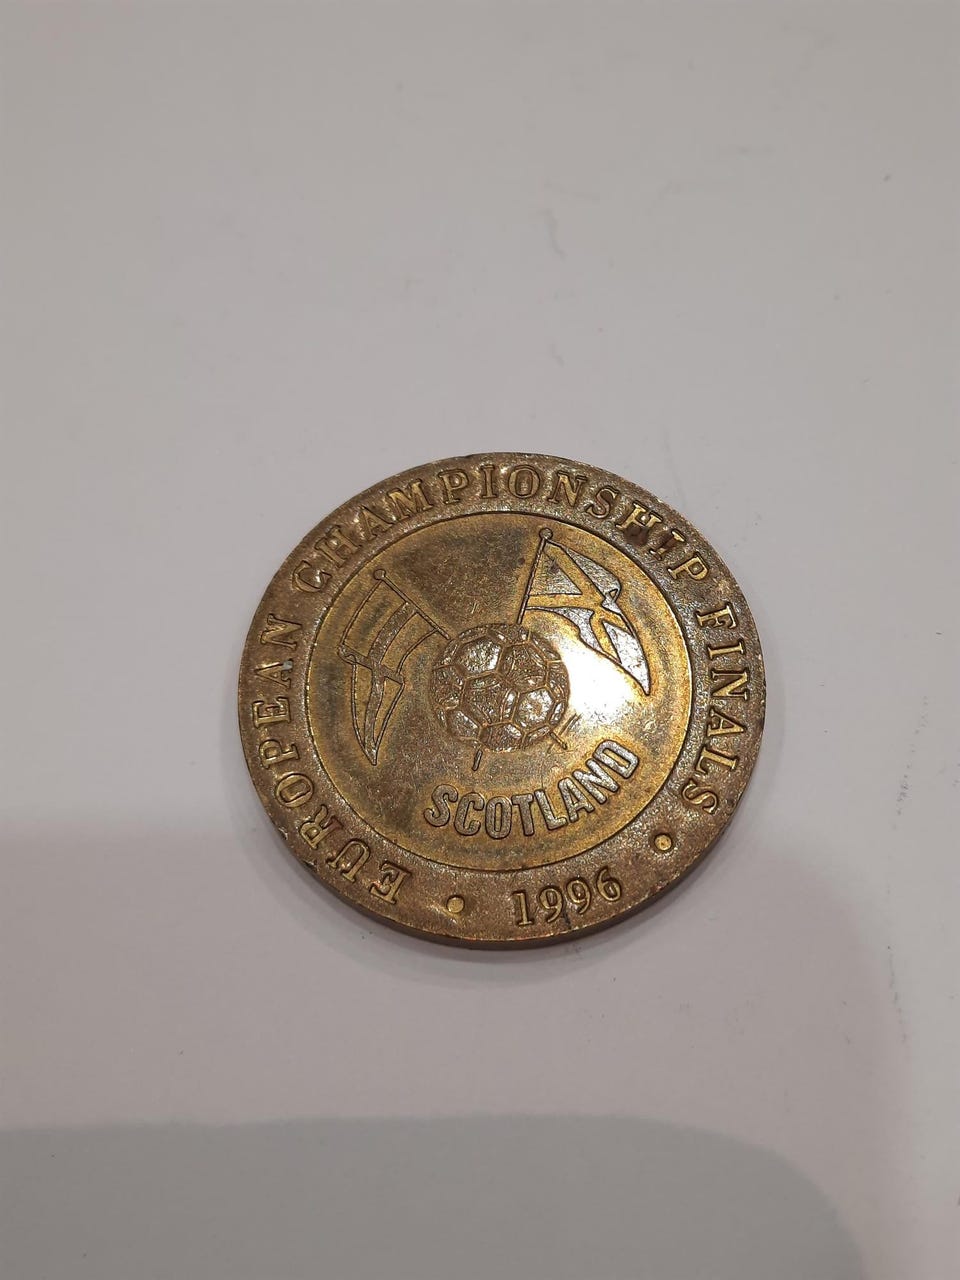 EUROPEAN CHAMPIONSHIP FINALS
SCOTLAND
• 1996 •